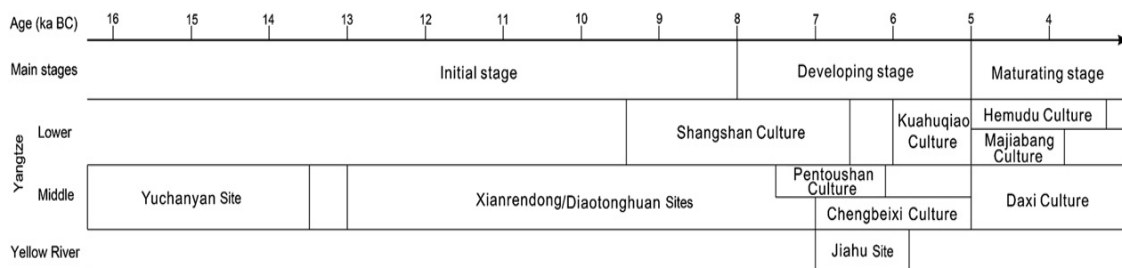 Age (ka BC) 16 15 14 13 12 11 10 9 8 7 6 5 4
Main stages Initial stage Developing stage Maturating stage
Yangtze
Lower Shangshan Culture Kuahuqiao Culture Hemudu Culture
Majiabang Culture
Middle Yuchanyan Site Xianrendong/Diaotonghuan Sites Pentoushan Culture Daxi Culture
Chengbeixi Culture
Yellow River Jiahu Site